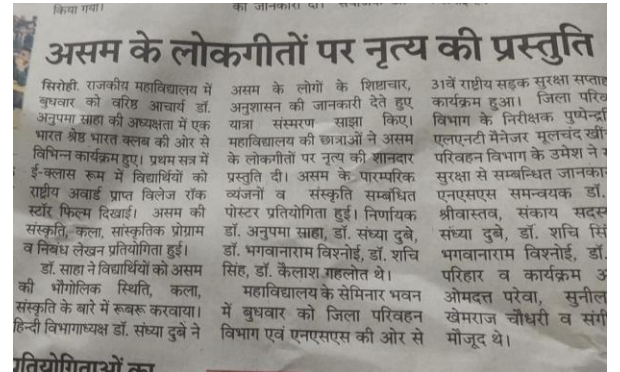 किया गया।
असम के लोकगीतों पर नृत्य की प्रस्तुति
सिरोही. राजकीय महाविद्यालय में
बुधवार को वरिष्ठ आचार्य डॉ.
अनुपमा साहा की अध्यक्षता में एक
भारत श्रेष्ठ भारत क्लब की ओर से
विभिन्न कार्यक्रम हुए। प्रथम सत्र में
ई-क्लास रूम में विद्यार्थियों को
राष्ट्रीय अवार्ड प्राप्त विलेज रॉक
स्टॉर फिल्म दिखाई। असम की
संस्कृति, कला, सांस्कृतिक प्रोग्राम
व निबंध लेखन प्रतियोगिता हुई।
डॉ. साहा ने विद्यार्थियों को असम
की भौगोलिक स्थिति, कला,
संस्कृति के बारे में रूबरू करवाया।
हिन्दी विभागाध्यक्ष डॉ. संध्या दुबे ने
असम के लोगों के शिष्टाचार,
अनुशासन की जानकारी देते हुए
यात्रा संस्मरण साझा किए।
महाविद्यालय की छात्राओं ने असम
के लोकगीतों पर नृत्य की शानदार
प्रस्तुति दी। असम के पारम्परिक
व्यंजनों व संस्कृति सम्बंधित
पोस्टर प्रतियोगिता हुई। निर्णायक
डॉ. अनुपमा साहा, डॉ. संध्या दुबे,
डॉ. भगवानाराम विश्नोई, डॉ. शचि
सिंह, डॉ. कैलाश गहलोत थे।
महाविद्यालय के सेमिनार भवन
में बुधवार को जिला परिवहन
विभाग एवं एनएसएस की ओर से
31वें राष्ट्रीय सड़क सुरक्षा सप्ताह
कार्यक्रम हुआ। जिला
विभाग के निरीक्षक
एलएनटी मैनेजर मूलचंद
परिवहन विभाग के उमेश ने
सुरक्षा से सम्बन्धित
एनएसएस समन्वयक डॉ.
श्रीवास्तव, संकाय
संध्या दुबे, डॉ. शचि
भगवानाराम विश्नोई, डॉ.
परिहार व कार्यक्रम
ओमदत्त परेवा, सुनील
खेमराज चौधरी व
मौजूद थे।